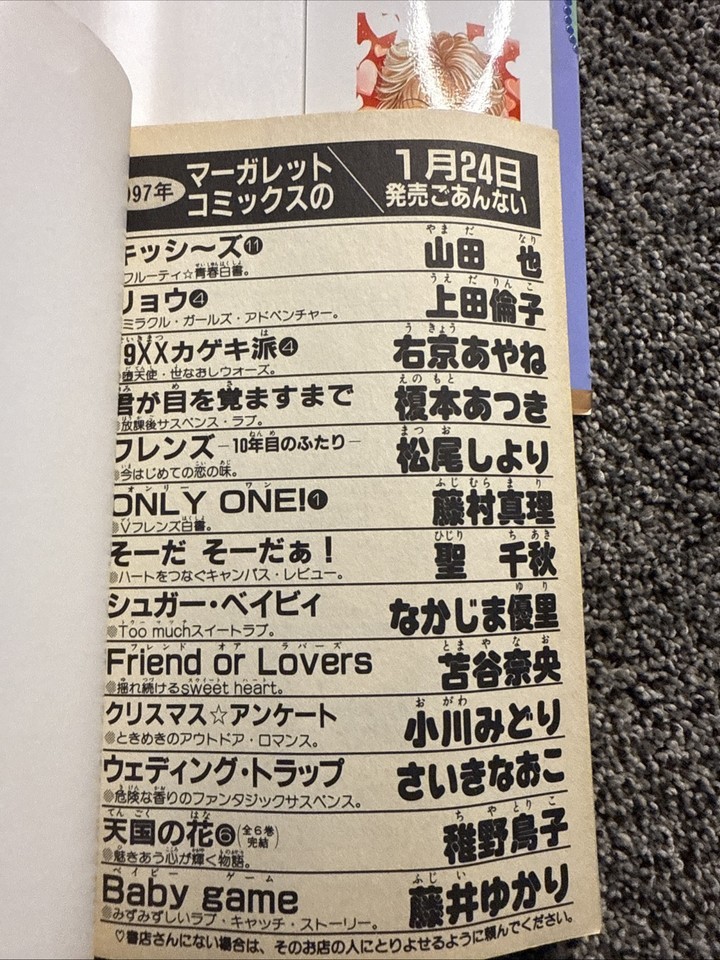 997年 マーガレットコミックスの 1月24日発売ごあんない
キッシ〜ズ⓫ 山田 也
フルーティ☆青春白書。
リョウ❹ 上田倫子
ミラクル・ガールズ・アドベンチャー。
19XXカゲキ派❹ 右京あやね
堕天使・世なおしウォーズ。
君が目を覚ますまで 榎本あつき
放課後サスペンス・ラブ。
フレンズ―10年目のふたり― 松尾しより
今はじめての恋の味。
ONLY ONE!❶ 藤村真理
Vフレンズ白書。
そーだ そーだぁ! 聖 千秋
ハートをつなぐキャンパス・レビュー。
シュガー・ベイビィ なかじま優里
Too muchスイートラブ。
Friend or Lovers 苫谷奈央
揺れ続けるsweet heart。
クリスマス☆アンケート 小川みどり
ときめきのアウトドア・ロマンス。
ウェディング・トラップ さいきなおこ
危険な香りのファンタジックサスペンス。
天国の花❻(全6巻完結) 稚野鳥子
魅きあう心が輝く物語。
Baby game 藤井ゆかり
みずみずしいラブ・キャッチ・ストーリー。
♡書店さんにない場合は、そのお店の人にとりよせるように頼んでください。